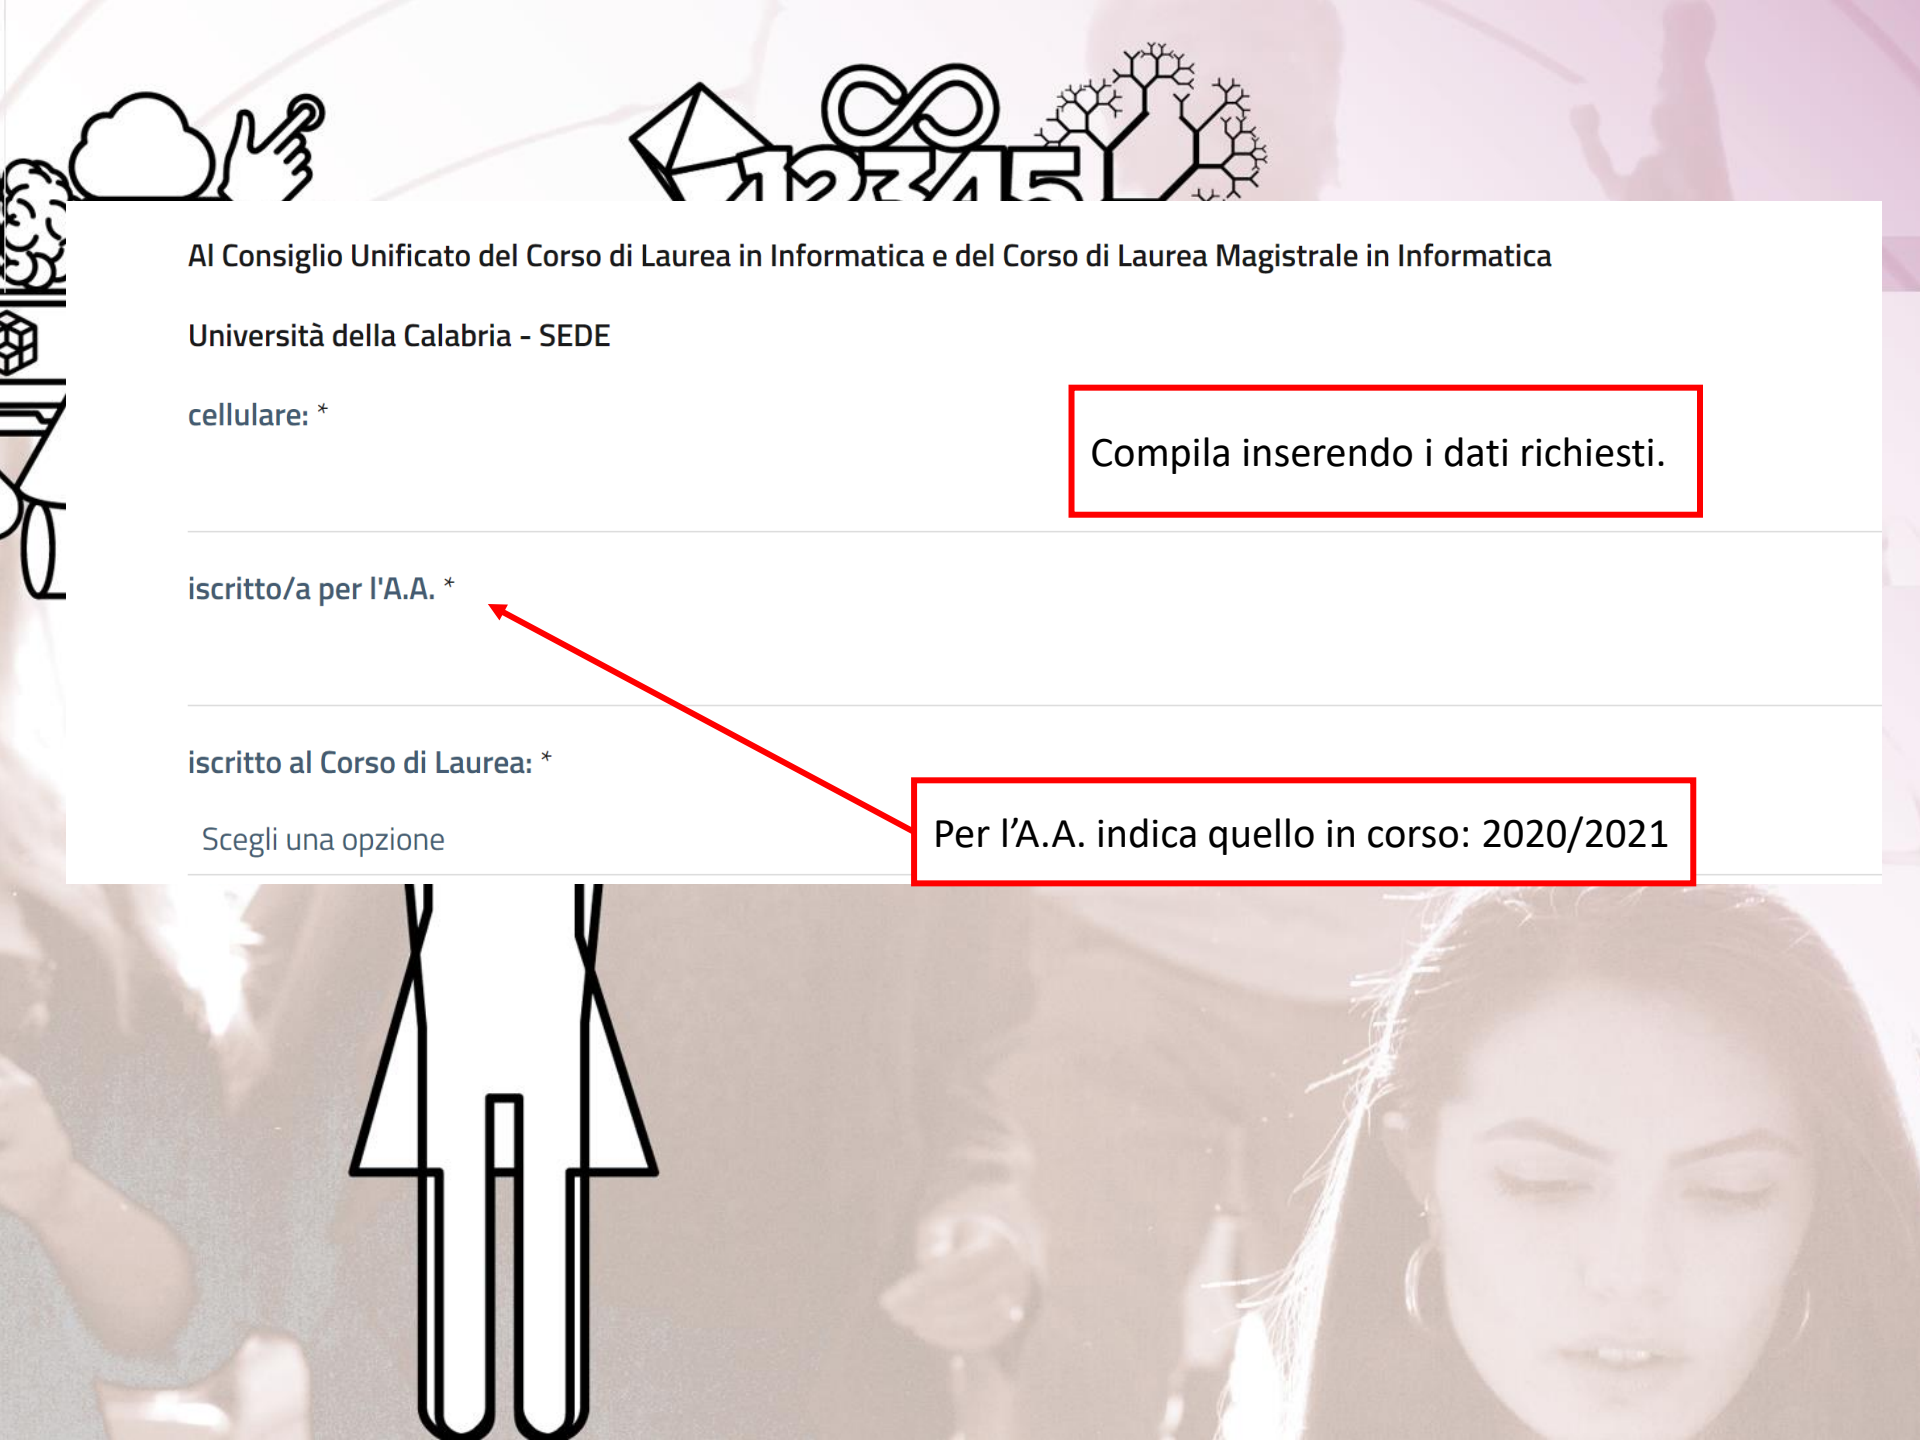 12345
Al Consiglio Unificato del Corso di Laurea in Informatica e del Corso di Laurea Magistrale in Informatica
Università della Calabria - SEDE
cellulare: *
Compila inserendo i dati richiesti.
iscritto/a per l'A.A. *
iscritto al Corso di Laurea: *
Scegli una opzione
Per l’A.A. indica quello in corso: 2020/2021